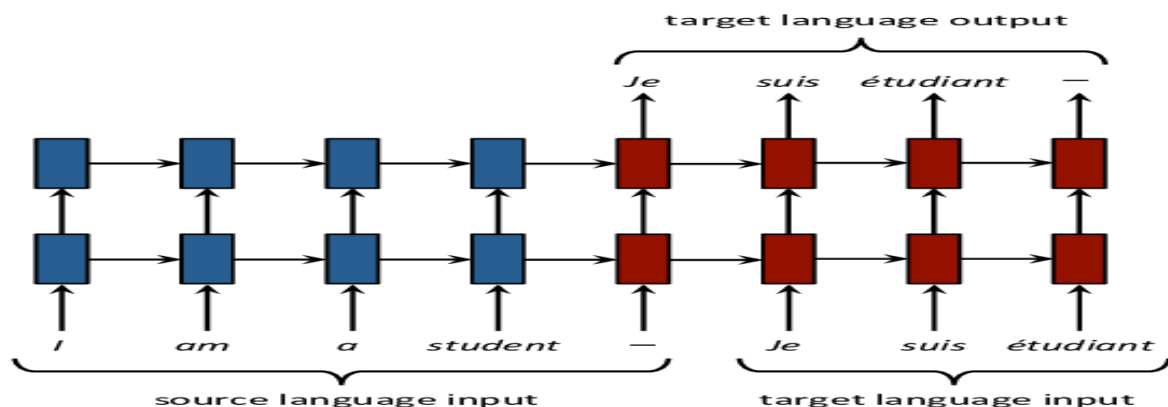 target language output
Je suis étudiant –
I am a student – Je suis étudiant
source language input target language input